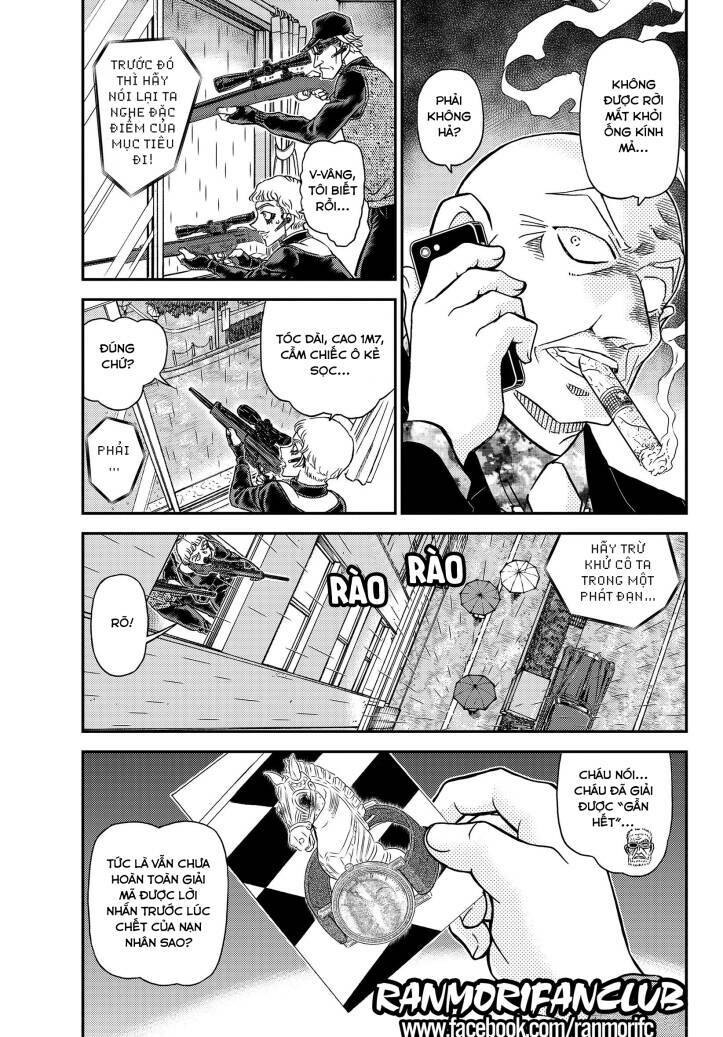 KHÔNG
ĐƯỢC RỜI
MẮT KHỎI
ỐNG KÍNH
MÀ...
PHẢI
KHÔNG
HẢ?
TRƯỚC ĐÓ
THÌ HÃY
NÓI LẠI TA
NGHE ĐẶC
ĐIỂM CỦA
MỤC TIÊU
ĐI!
V-VÂNG,
TÔI BIẾT
RỒI...
TÓC DÀI, CAO 1M7,
CẦM CHIẾC Ô KẺ
SỌC...
ĐÚNG
CHỨ?
PHẢI
...
HÃY TRỪ
KHỬ CÔ TA
TRONG MỘT
PHÁT ĐẠN...
RÀO
RÀO
RÕ!
CHÁU NÓI...
CHÁU ĐÃ GIẢI
ĐƯỢC "GẦN
HẾT"...
TỨC LÀ VẪN CHƯA
HOÀN TOÀN GIẢI
MÃ ĐƯỢC LỜI
NHẮN TRƯỚC LÚC
CHẾT CỦA NẠN
NHÂN SAO?
RANMORIFANCLUB
www.facebook.com/ranmorifc